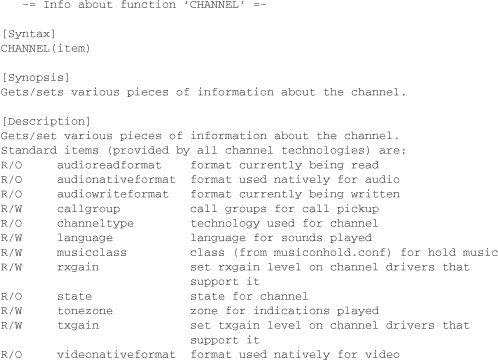 -= Info about function 'CHANNEL' =-
[Syntax]
CHANNEL(item)
[Synopsis]
Gets/sets various pieces of information about the channel.
[Description]
Gets/set various pieces of information about the channel.
Standard items (provided by all channel technologies) are:
R/O audioreadformat format currently being read
R/O audionativeformat format used natively for audio
R/O audiowriteformat format currently being written
R/W callgroup call groups for call pickup
R/O channeltype technology used for channel
R/W language language for sounds played
R/W musicclass class (from musiconhold.conf) for hold music
R/W rxgain set rxgain level on channel drivers that
support it
R/O state state for channel
R/W tonezone zone for indications played
R/W txgain set txgain level on channel drivers that
support it
R/O videonativeformat format used natively for video